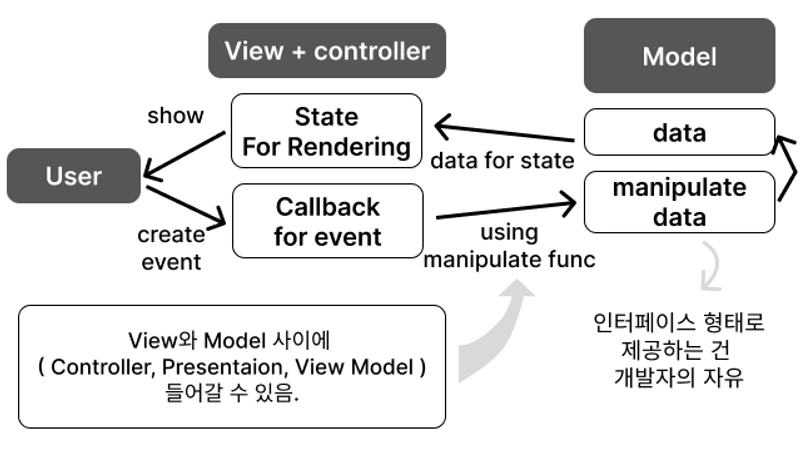 View + controller
Model
show
State
For Rendering
data
data for state
User
manipulate
data
Callback
for event
create
event
using
manipulate func
View와 Model 사이에
( Controller, Presentaion, View Model )
들어갈 수 있음.
인터페이스 형태로
제공하는 건
개발자의 자유